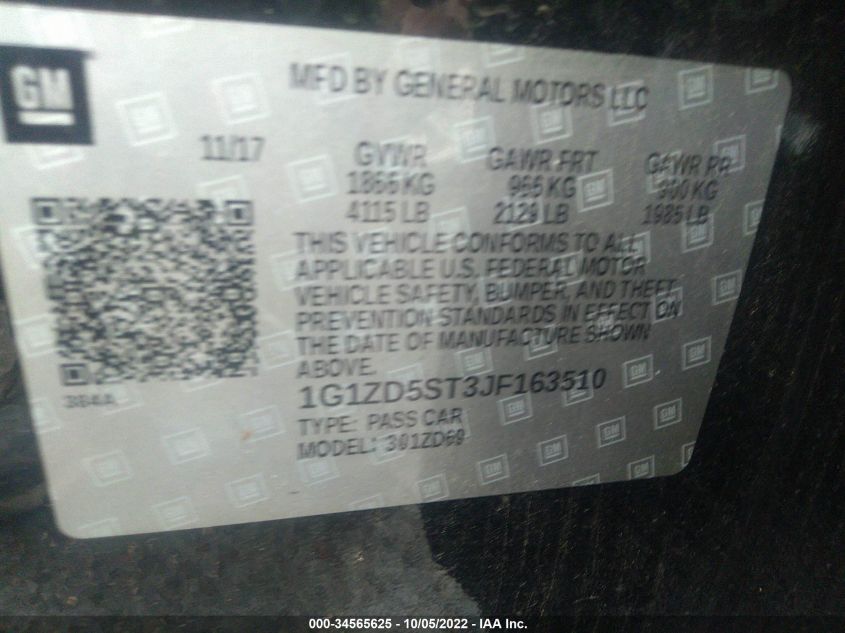 GM
MFD BY GENERAL MOTORS LLC
11/17
GVWR
1866 KG
4115 LB
GAWR FRT
966 KG
2129 LB
GAWR RR
900 KG
1985 LB
THIS VEHICLE CONFORMS TO ALL
APPLICABLE U.S. FEDERAL MOTOR
VEHICLE SAFETY, BUMPER, AND THEFT
PREVENTION STANDARDS IN EFFECT ON
THE DATE OF MANUFACTURE SHOWN
ABOVE.
384A
1G1ZD5ST3JF163510
TYPE: PASS CAR
MODEL: 301ZD69
000-34565625 - 10/05/2022 - IAA Inc.